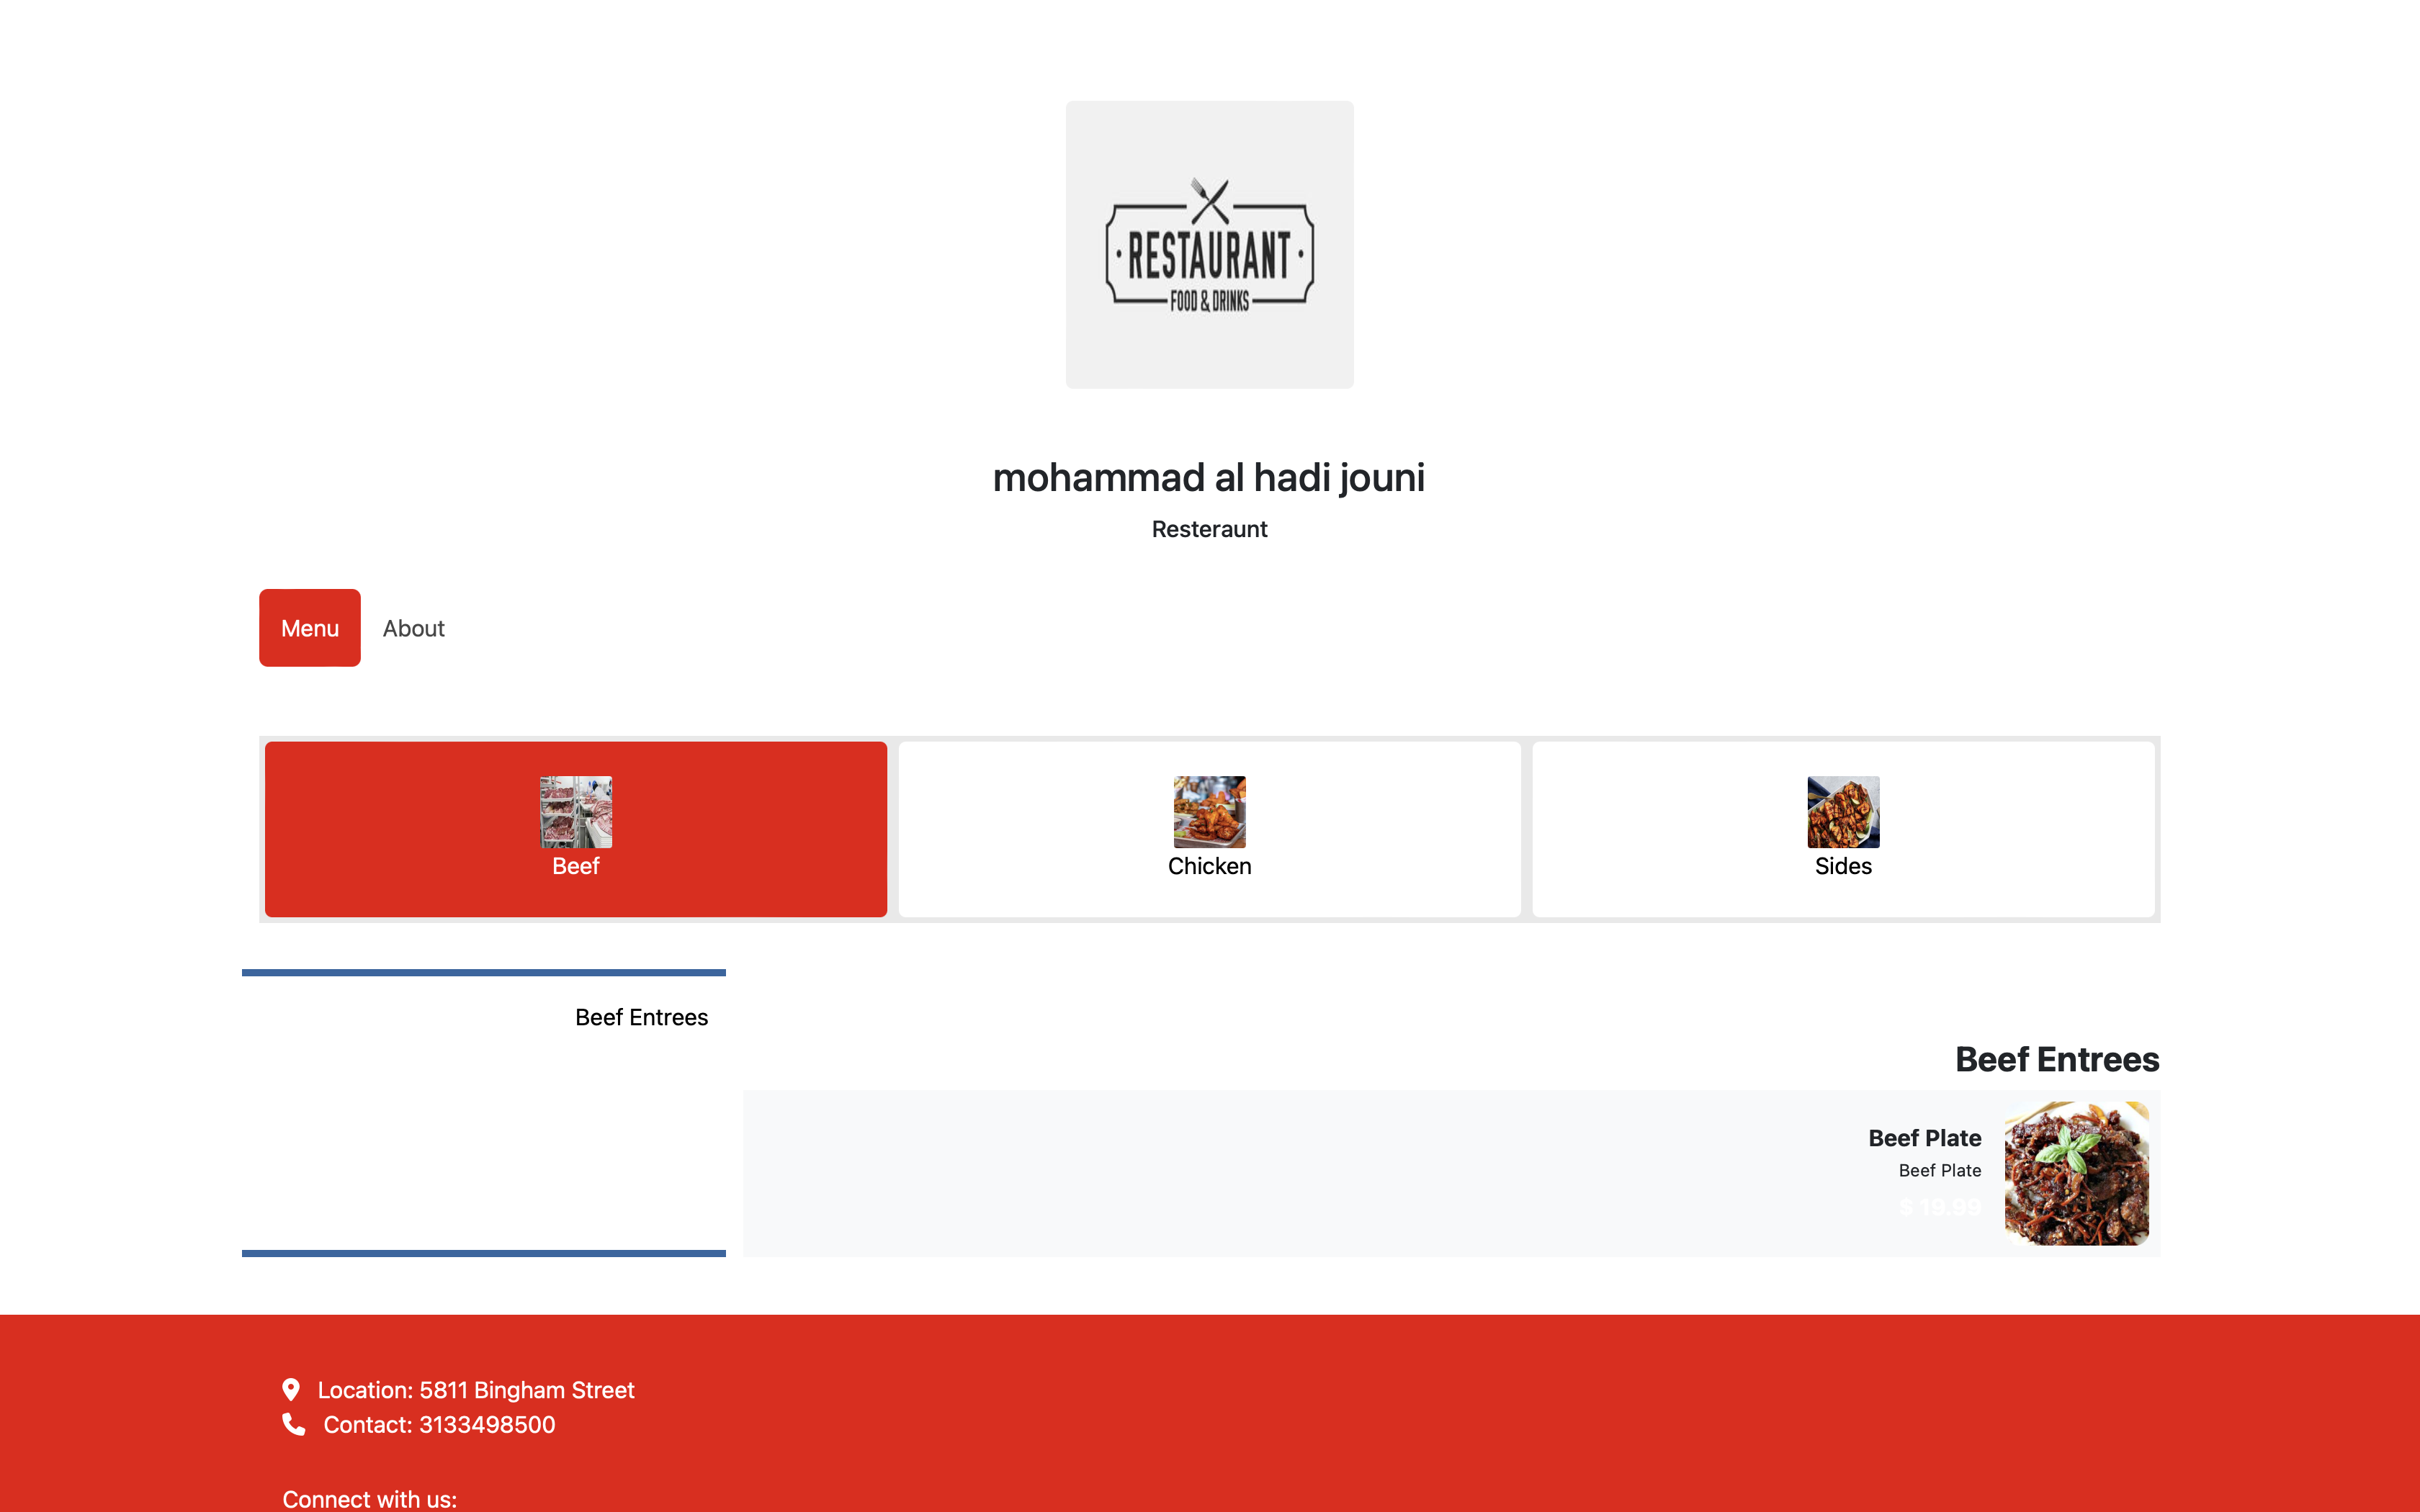 RESTAURANT
FOOD & DRINKS
mohammad al hadi jouni
Resteraunt
Menu
About
Beef
Chicken
Sides
Beef Entrees
Beef Entrees
Beef Plate
Beef Plate
$ 19.99
Location: 5811 Bingham Street
Contact: 3133498500
Connect with us: